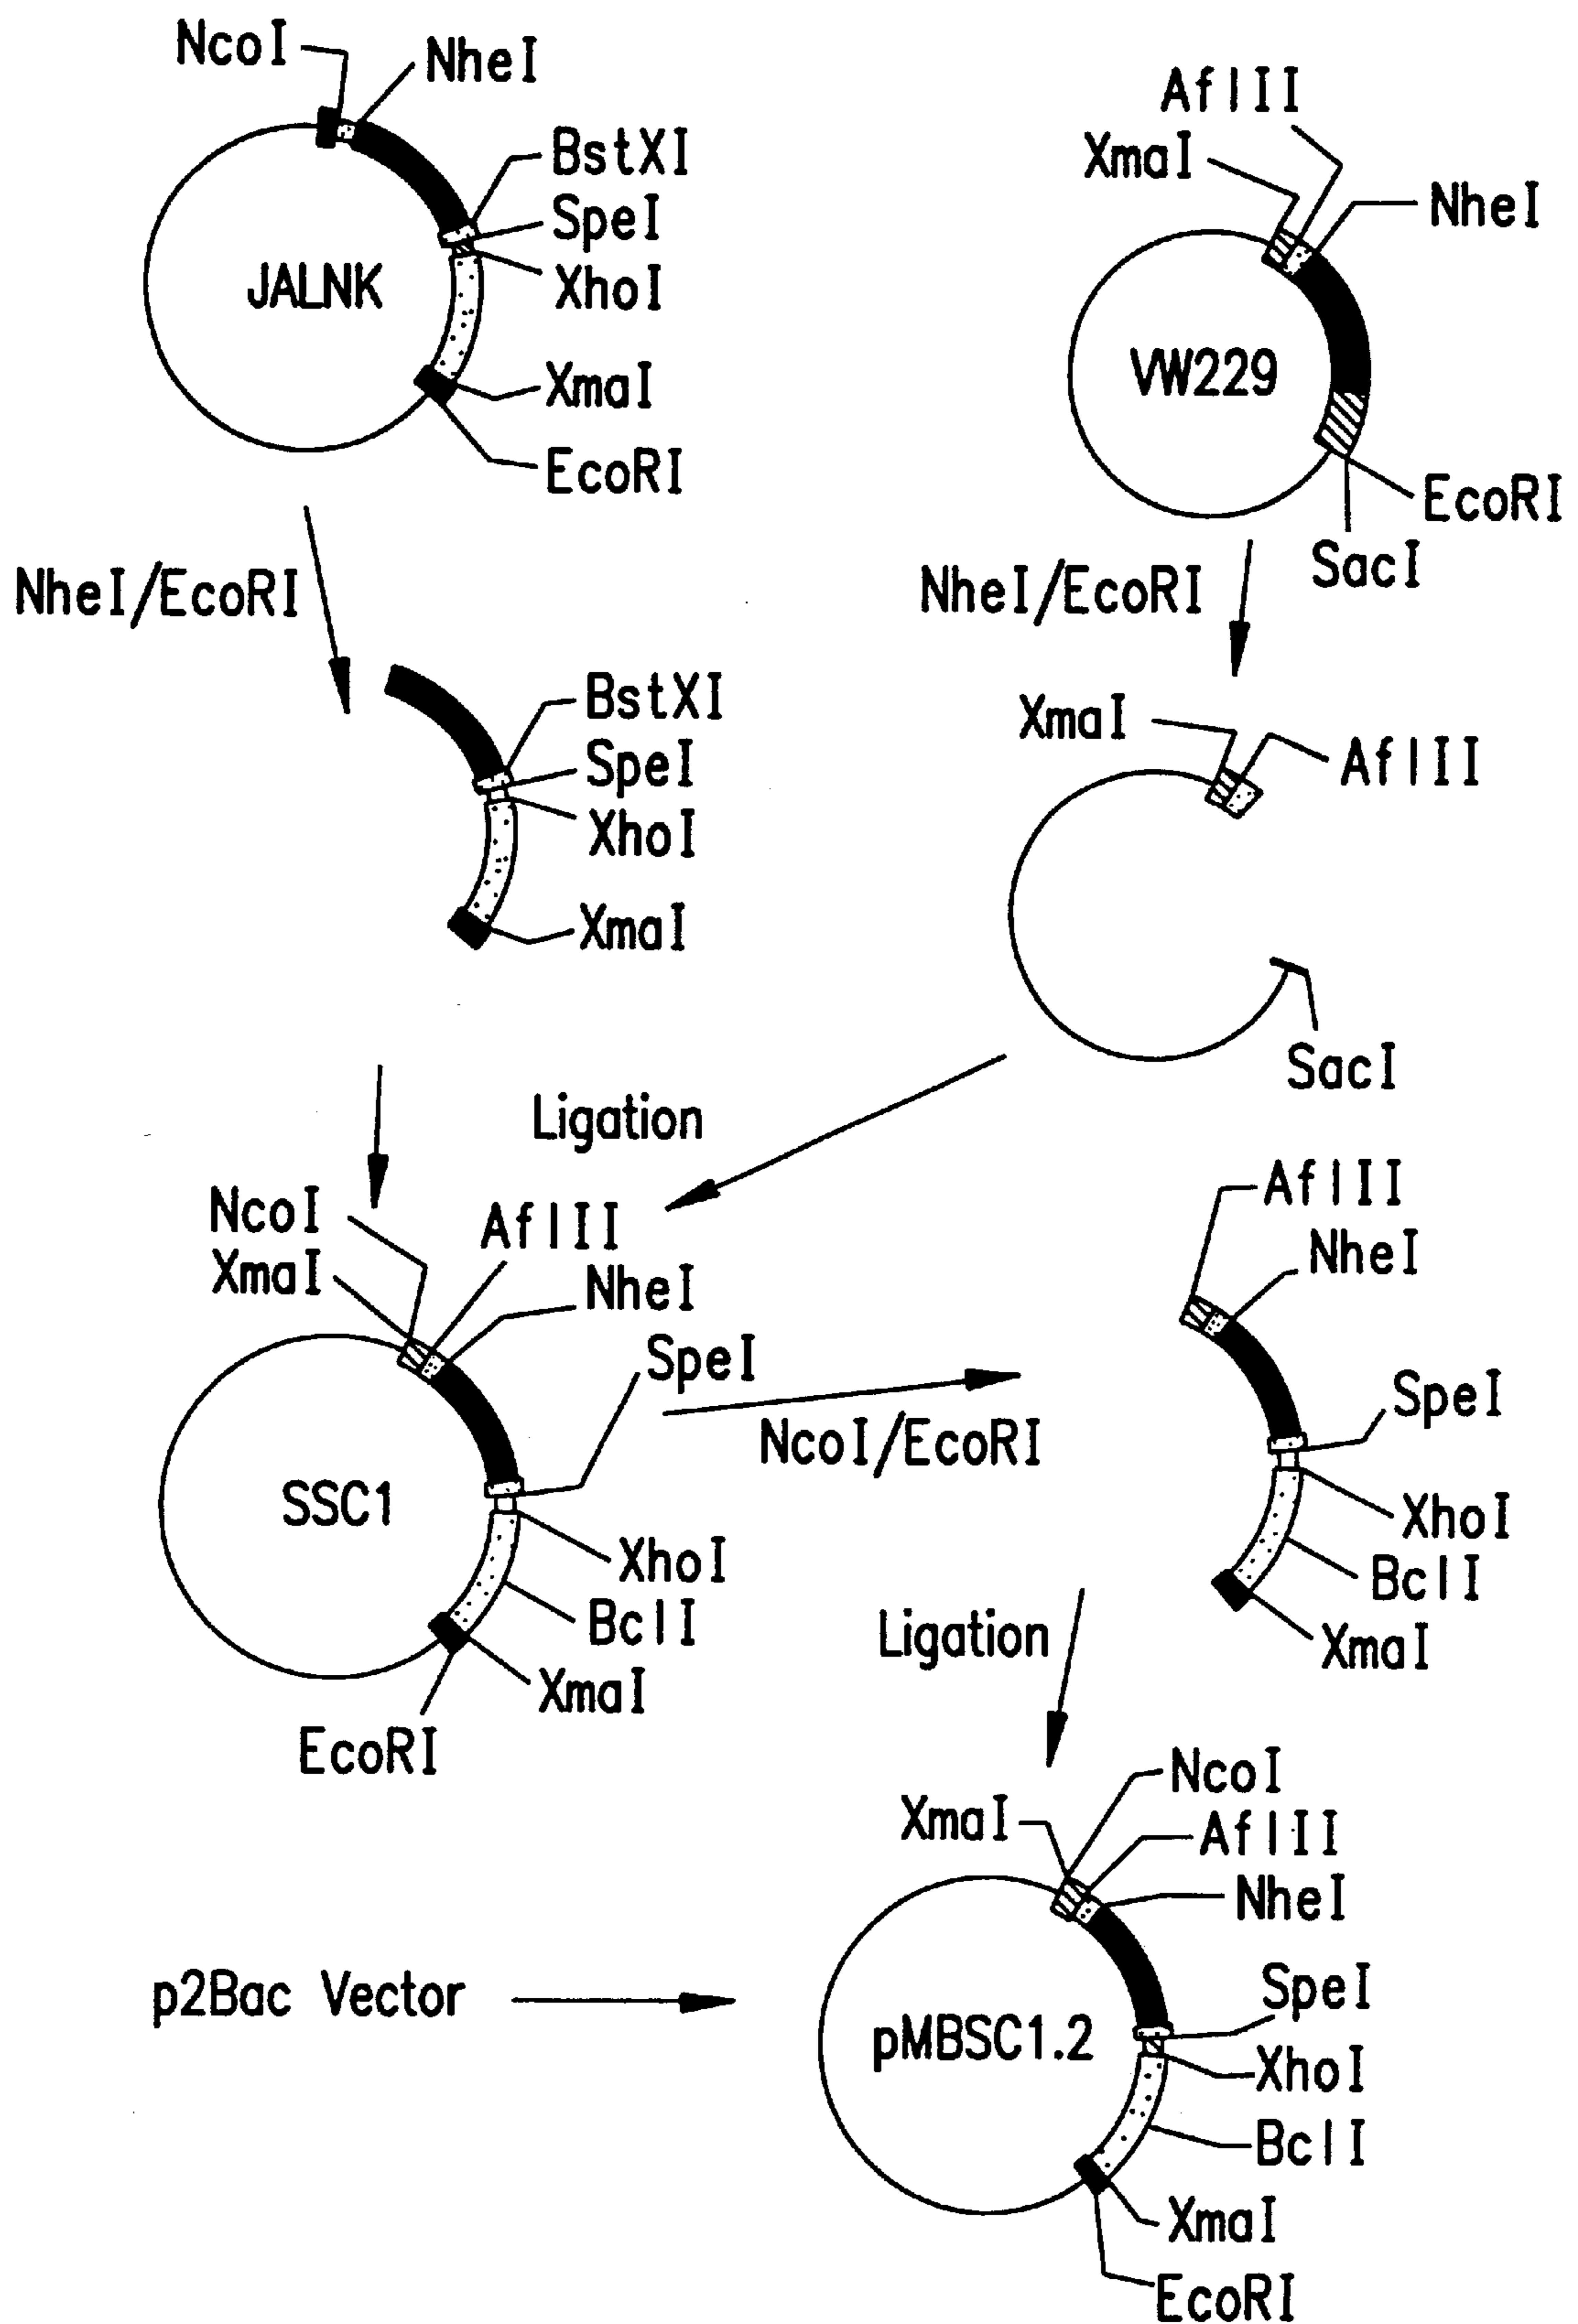 NcoI
NheI
BstXI
SpeI
XhoI
JALNK
XmaI
EcoRI
AflII
XmaI
NheI
VW229
EcoRI
SacI
NheI/EcoRI
NheI/EcoRI
BstXI
SpeI
XhoI
XmaI
XmaI
AflII
SacI
Ligation
NcoI
XmaI
AflII
NheI
SpeI
SSC1
XhoI
BclI
XmaI
EcoRI
NcoI/EcoRI
AflII
NheI
SpeI
XhoI
BclI
XmaI
Ligation
p2Bac Vector
XmaI
NcoI
AflII
NheI
SpeI
pMBSC1.2
XhoI
BclI
XmaI
EcoRI